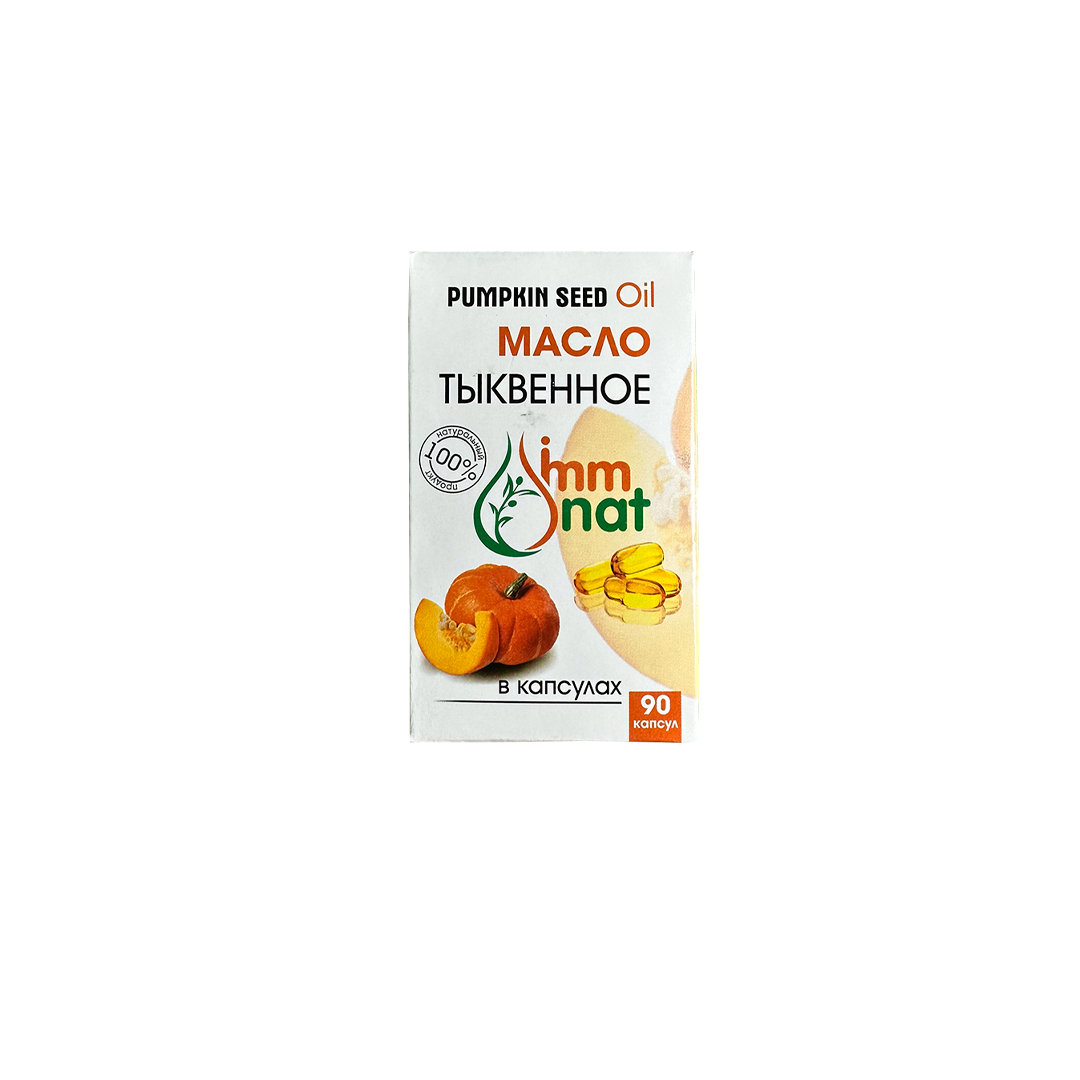 PUMPKIN SEED Oil
МАСЛО
ТЫКВЕННОЕ
натуральный
100%
продукт
imm
nat
в капсулах
90
капсул